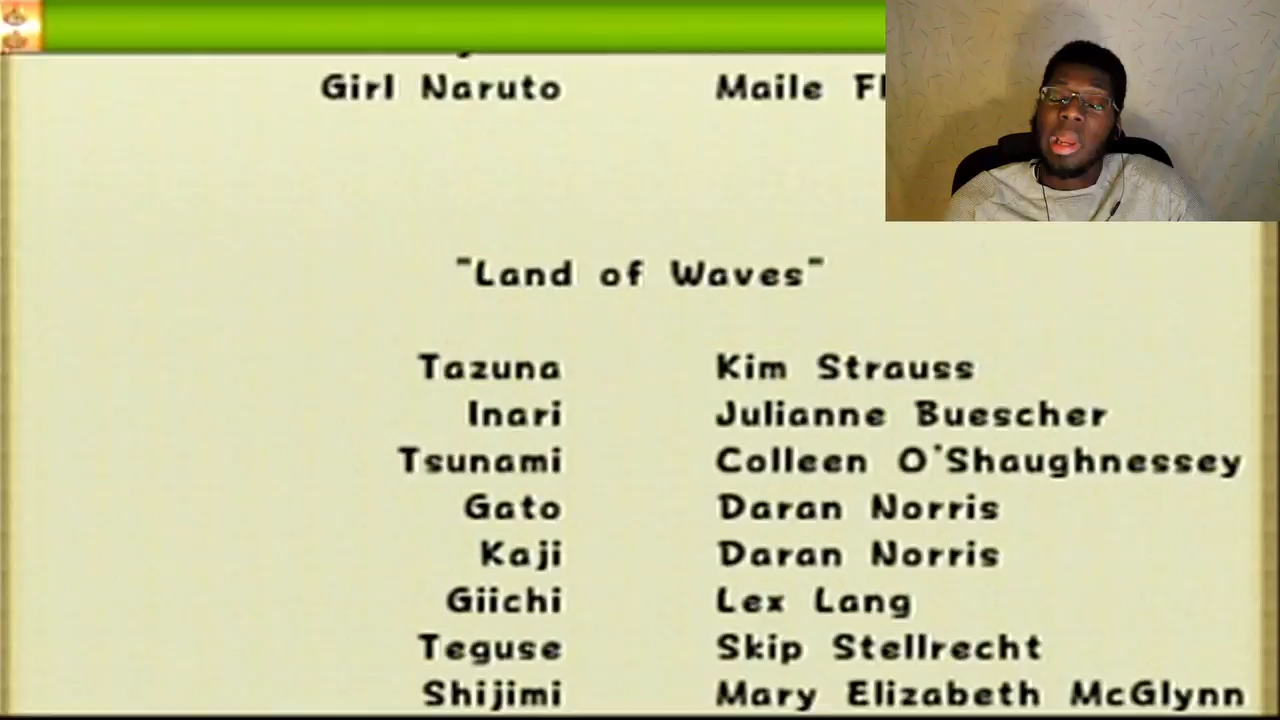 Girl Naruto Maile
"Land of Waves"
Tazuna Kim Strauss
Inari Julianne Buescher
Tsunami Colleen O'Shaughnessey
Gato Daran Norris
Kaji Daran Norris
Giichi Lex Lang
Teguse Skip Stellrecht
Shijimi Mary Elizabeth McGlynn